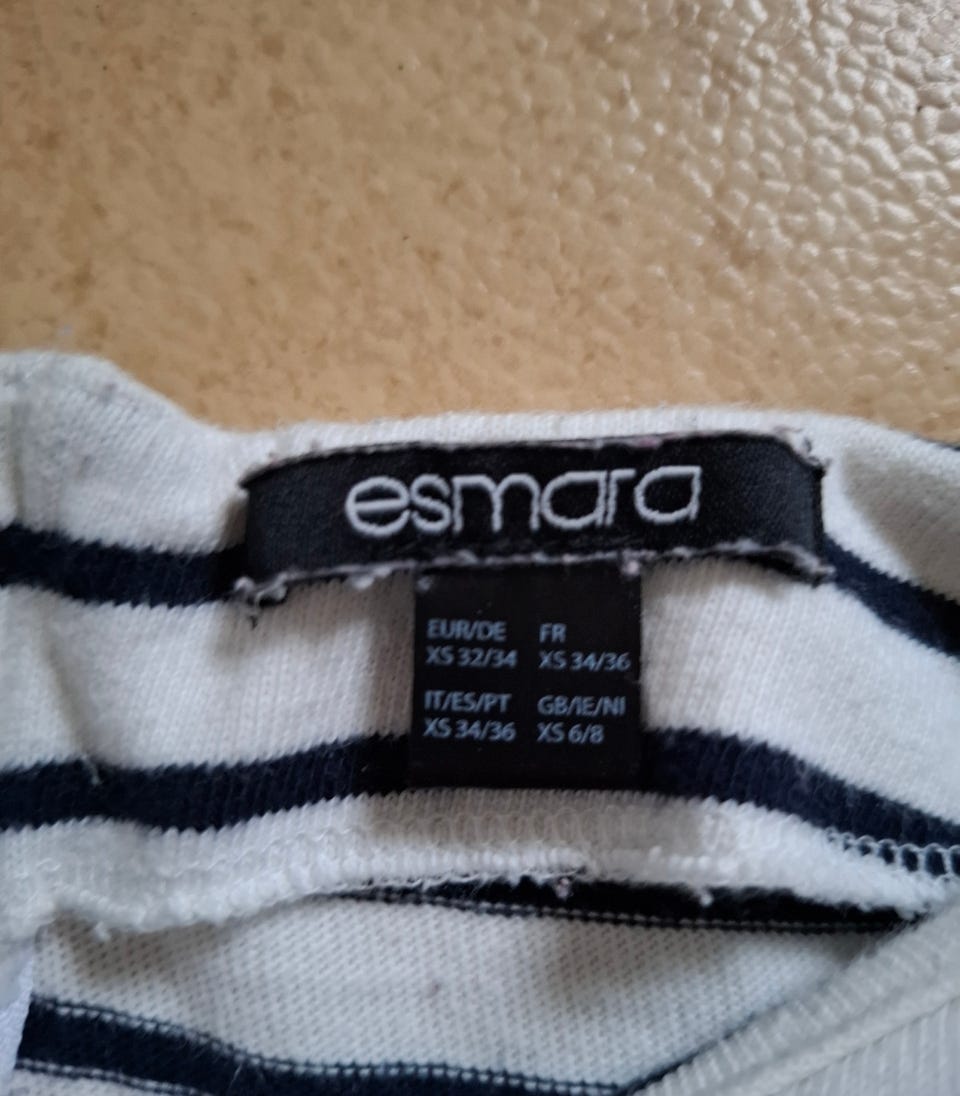 esmara
EUR/DE FR
XS 32/34 XS 34/36
IT/ES/PT GB/IE/NI
XS 34/36 XS 6/8